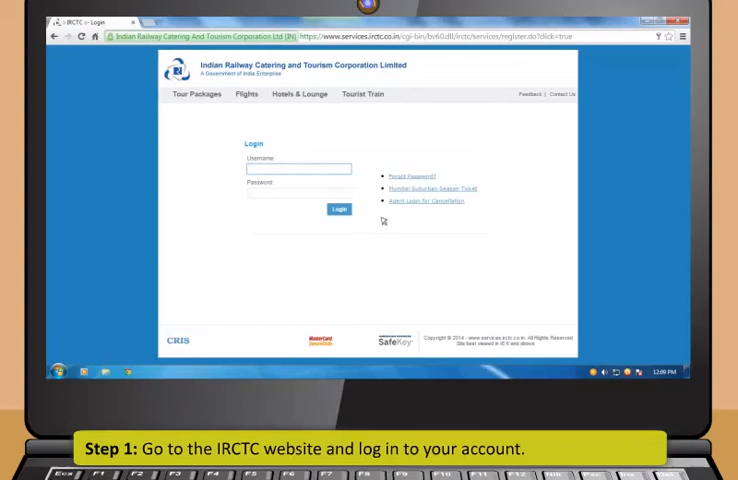 IRCTC - Login
Indian Railway Catering And Tourism Corporation Ltd [IN] https://www.services.irctc.co.in/cgi-bin/bv60.dll/irctc/services/register.do?click=true
Indian Railway Catering and Tourism Corporation Limited
A Government of India Enterprise
Tour Packages Flights Hotels & Lounge Tourist Train Feedback | Contact Us
Login
Username:
Forgot Password?
Password:
Mumbai Suburban Season Ticket
Agent Login for Cancellation
Login
CRIS MasterCard SecureCode SafeKey
Copyright © 2014 - www.services.irctc.co.in. All Rights Reserved
Site best viewed in IE 6 and above
12:09 PM
Step 1: Go to the IRCTC website and log in to your account.
Esc F1 F2 F3 F4 F5 F6 F7 F8 F9 F10 F11 F12